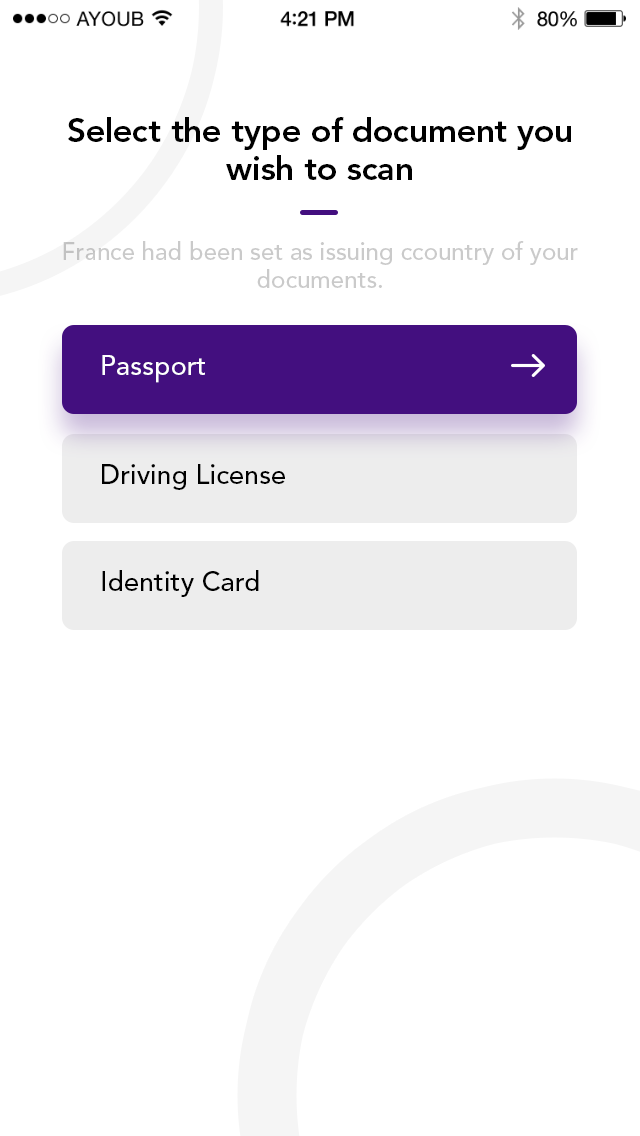 AYOUB 4:21 PM 80%
Select the type of document you
wish to scan
France had been set as issuing ccountry of your
documents.
Passport
Driving License
Identity Card